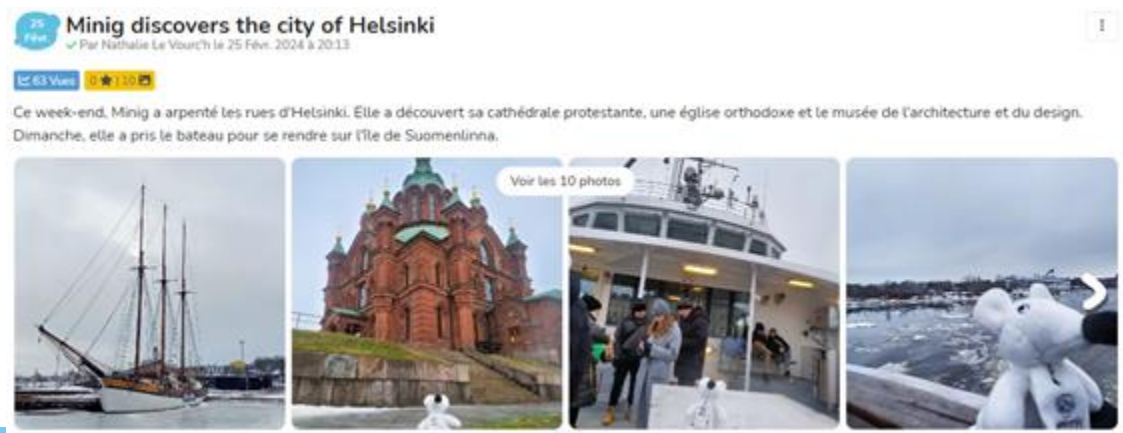 25
Févr.
Minig discovers the city of Helsinki
Par Nathalie Le Vourc'h le 25 Févr. 2024 à 20:13
63 Vues
0 | 10
Ce week-end, Minig a arpenté les rues d'Helsinki. Elle a découvert sa cathédrale protestante, une église orthodoxe et le musée de l'architecture et du design.
Dimanche, elle a pris le bateau pour se rendre sur l'île de Suomenlinna.
Voir les 10 photos